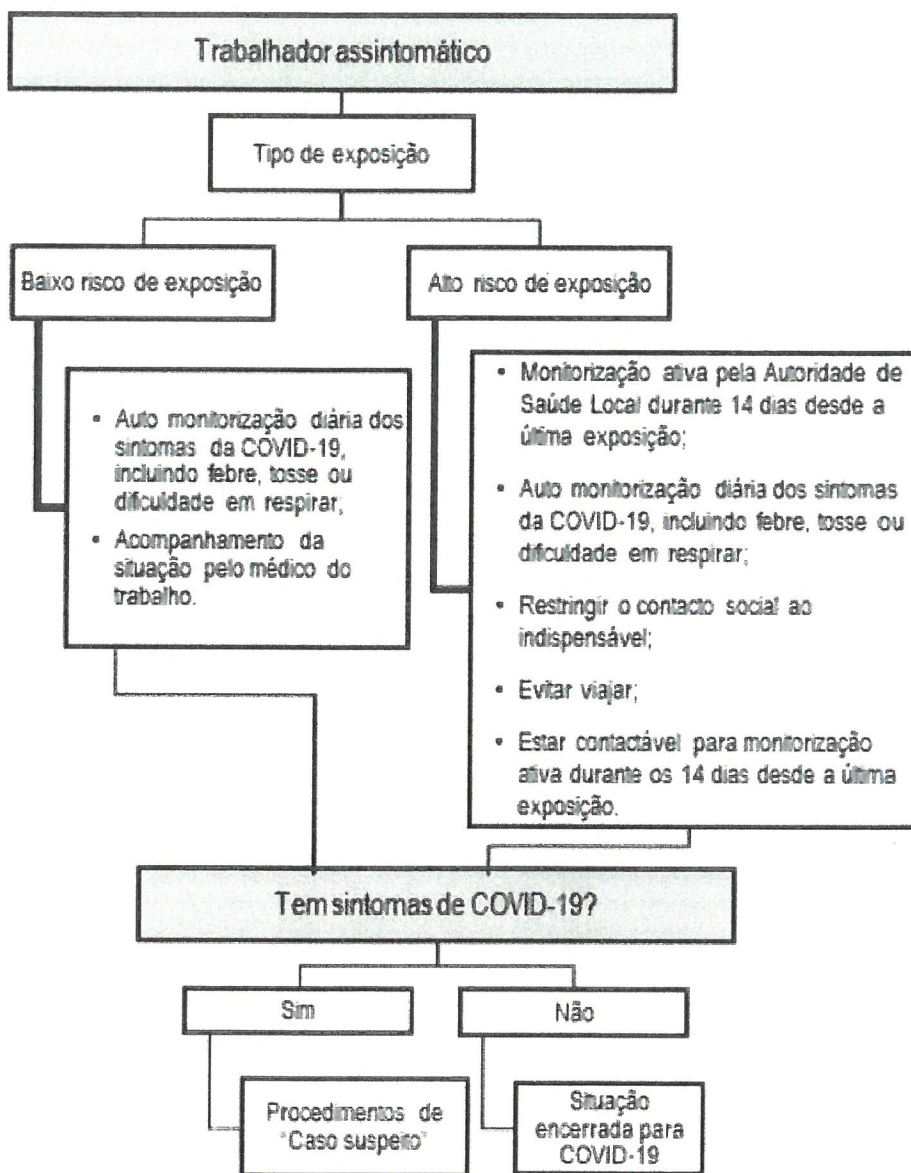 Trabalhador assintomático
Tipo de exposição
Baixo risco de exposição
Alto risco de exposição
• Auto monitorização diária dos
sintomas da COVID-19,
incluindo febre, tosse ou
dificuldade em respirar;
• Acompanhamento da
situação pelo médico do
trabalho.
• Monitorização ativa pela Autoridade de
Saúde Local durante 14 dias desde a
última exposição;
• Auto monitorização diária dos sintomas
da COVID-19, incluindo febre, tosse ou
dificuldade em respirar;
• Restringir o contacto social ao
indispensável;
• Evitar viajar;
• Estar contactável para monitorização
ativa durante os 14 dias desde a última
exposição.
Tem sintomas de COVID-19?
Sim
Não
Procedimentos de
"Caso suspeito"
Situação
encerrada para
COVID-19